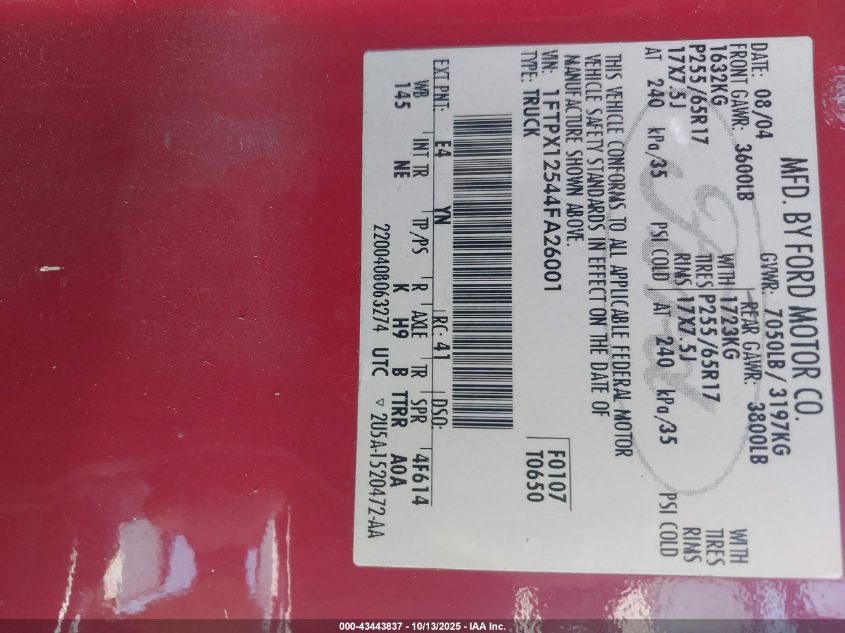 MFD. BY FORD MOTOR CO.
DATE: 08/04 GVWR: 7050LB/3197KG
FRONT GAWR: 3600LB REAR GAWR: 3800LB
1632KG WITH 1723KG WITH
P255/65R17 TIRES P255/65R17 TIRES
17X7.5J RIMS 17X7.5J RIMS
AT 240 kPa/35 PSI COLD AT 240 kPa/35 PSI COLD
THIS VEHICLE CONFORMS TO ALL APPLICABLE FEDERAL MOTOR
VEHICLE SAFETY STANDARDS IN EFFECT ON THE DATE OF
MANUFACTURE SHOWN ABOVE.
VIN: 1FTPX12544FA26001 F0107
TYPE: TRUCK T0650
EXT PNT: E4 YN RC: 41 DSO:
WB INT TR TP/PS R AXLE TR SPR 4F614
145 NE K H9 B TTRR A0A
2200408063274 UTC ▽ 2U5A-1520472-AA
Ford
000-43443837 - 10/13/2025 - IAA Inc.